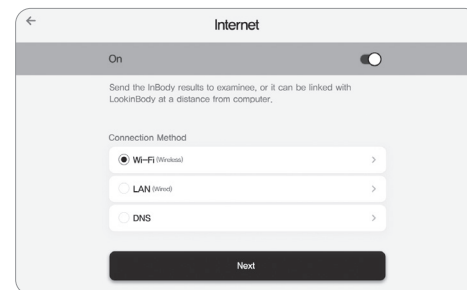 Internet
On
Send the InBody results to examinee, or it can be linked with
LookinBody at a distance from computer.
Connection Method
Wi-Fi (Wireless)
LAN (Wired)
DNS
Next